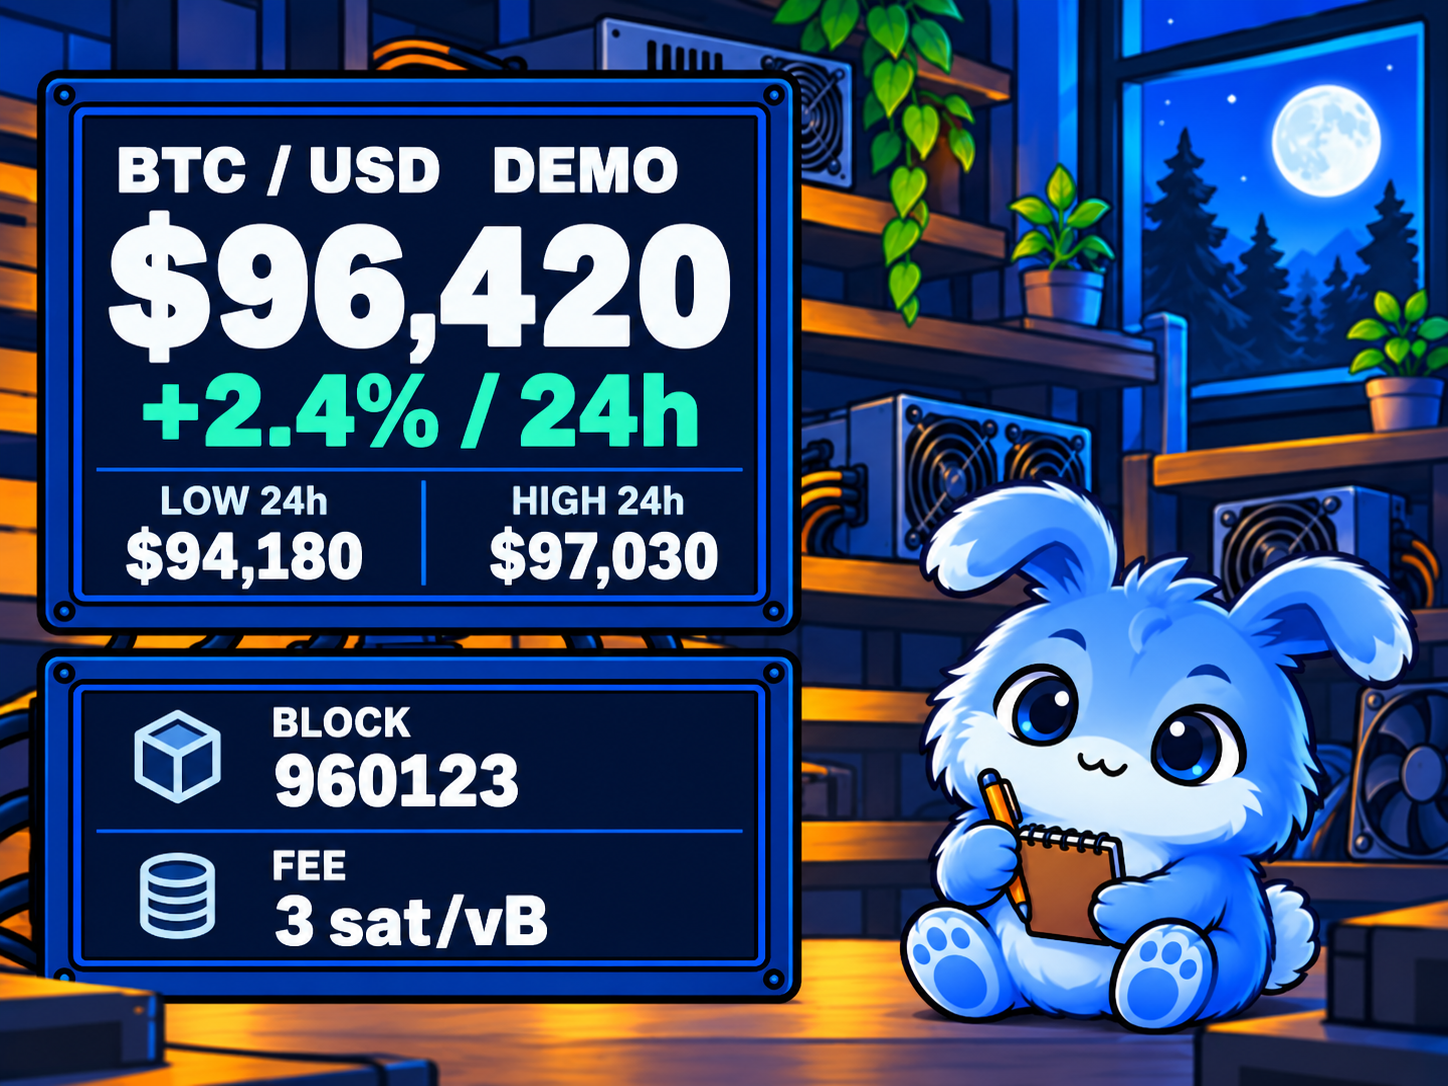 BTC / USD DEMO
$96,420
+2.4% / 24h
LOW 24h
$94,180
HIGH 24h
$97,030
BLOCK
960123
FEE
3 sat/vB